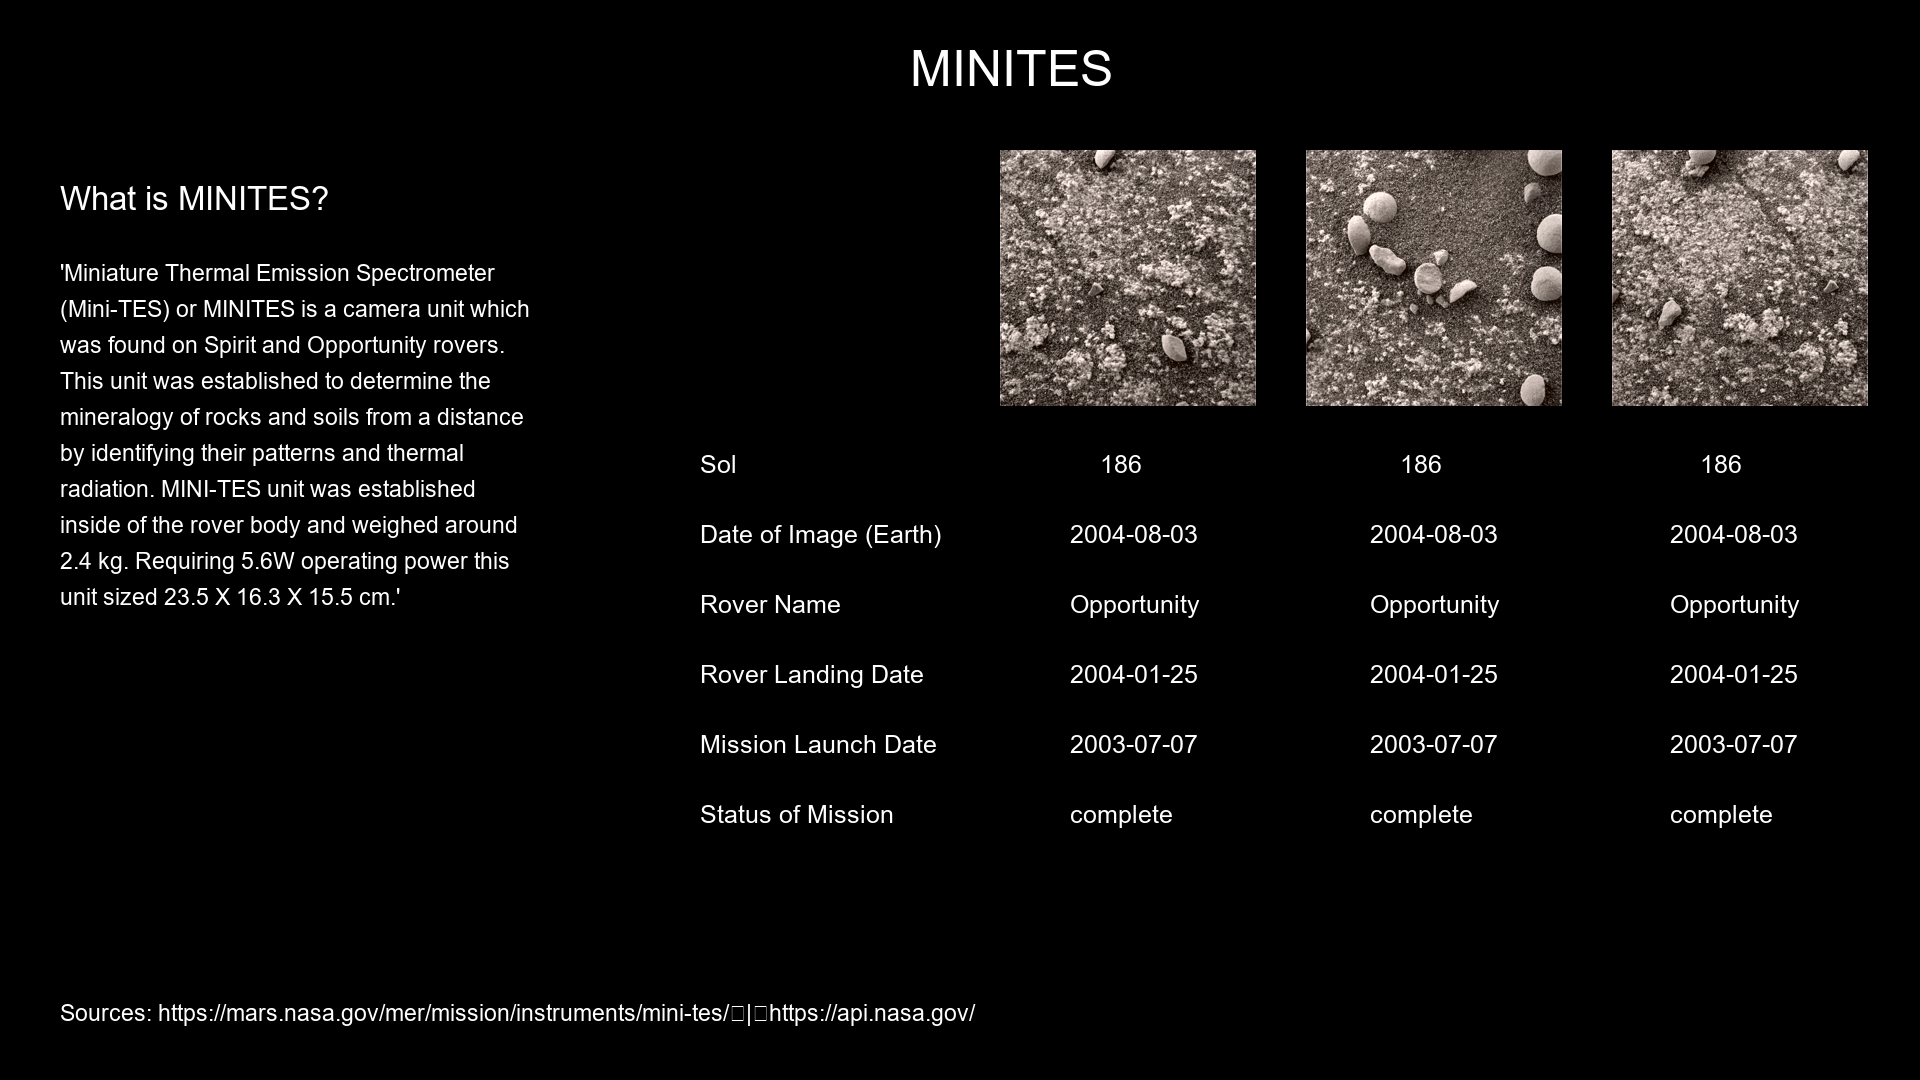 MINITES
What is MINITES?
'Miniature Thermal Emission Spectrometer
(Mini-TES) or MINITES is a camera unit which
was found on Spirit and Opportunity rovers.
This unit was established to determine the
mineralogy of rocks and soils from a distance
by identifying their patterns and thermal
radiation. MINI-TES unit was established
inside of the rover body and weighed around
2.4 kg. Requiring 5.6W operating power this
unit sized 23.5 X 16.3 X 15.5 cm.'
Sol 186 186 186
Date of Image (Earth) 2004-08-03 2004-08-03 2004-08-03
Rover Name Opportunity Opportunity Opportunity
Rover Landing Date 2004-01-25 2004-01-25 2004-01-25
Mission Launch Date 2003-07-07 2003-07-07 2003-07-07
Status of Mission complete complete complete
Sources: https://mars.nasa.gov/mer/mission/instruments/mini-tes/□|□https://api.nasa.gov/